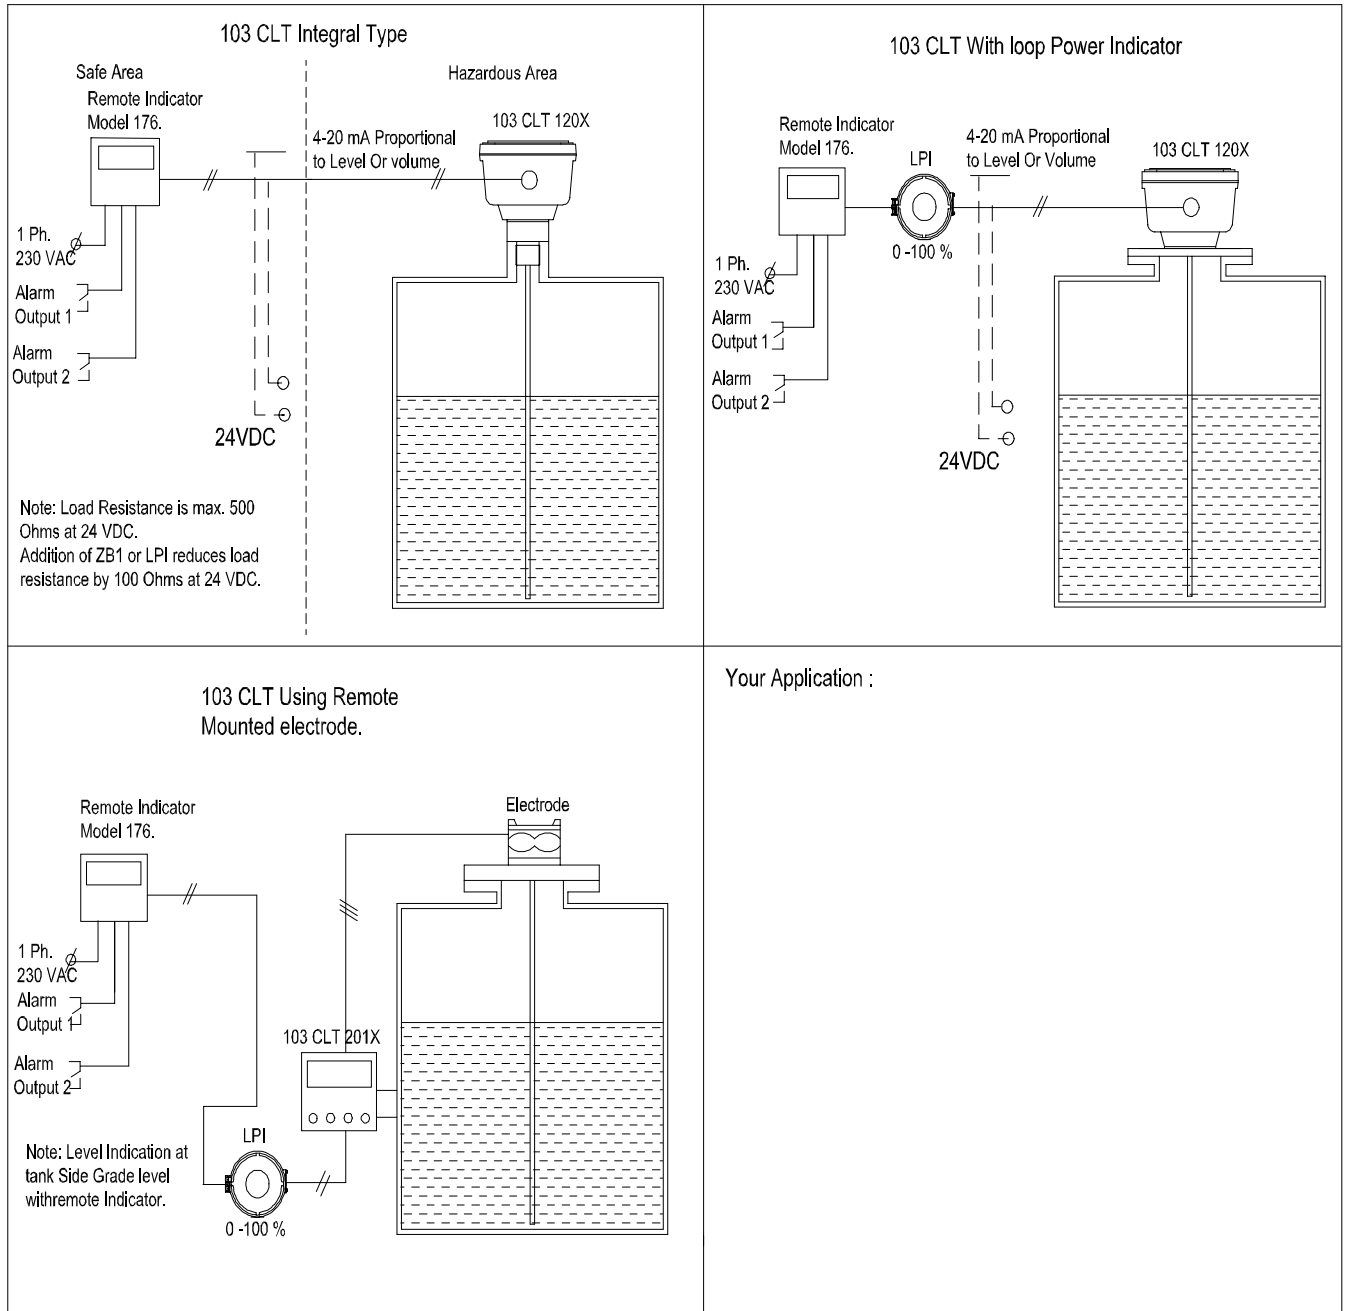 103 CLT Integral Type
Safe Area
Hazardous Area
Remote Indicator
Model 176.
103 CLT 120X
4-20 mA Proportional
to Level Or volume
1 Ph.
230 VAC
Alarm
Output 1
Alarm
Output 2
24VDC
Note: Load Resistance is max. 500
Ohms at 24 VDC.
Addition of ZB1 or LPI reduces load
resistance by 100 Ohms at 24 VDC.
103 CLT With loop Power Indicator
Remote Indicator
Model 176.
LPI
4-20 mA Proportional
to Level Or Volume
103 CLT 120X
0 -100 %
1 Ph.
230 VAC
Alarm
Output 1
Alarm
Output 2
24VDC
103 CLT Using Remote
Mounted electrode.
Remote Indicator
Model 176.
Electrode
1 Ph.
230 VAC
Alarm
Output 1
Alarm
Output 2
103 CLT 201X
LPI
0 -100 %
Note: Level Indication at
tank Side Grade level
withremote Indicator.
Your Application :